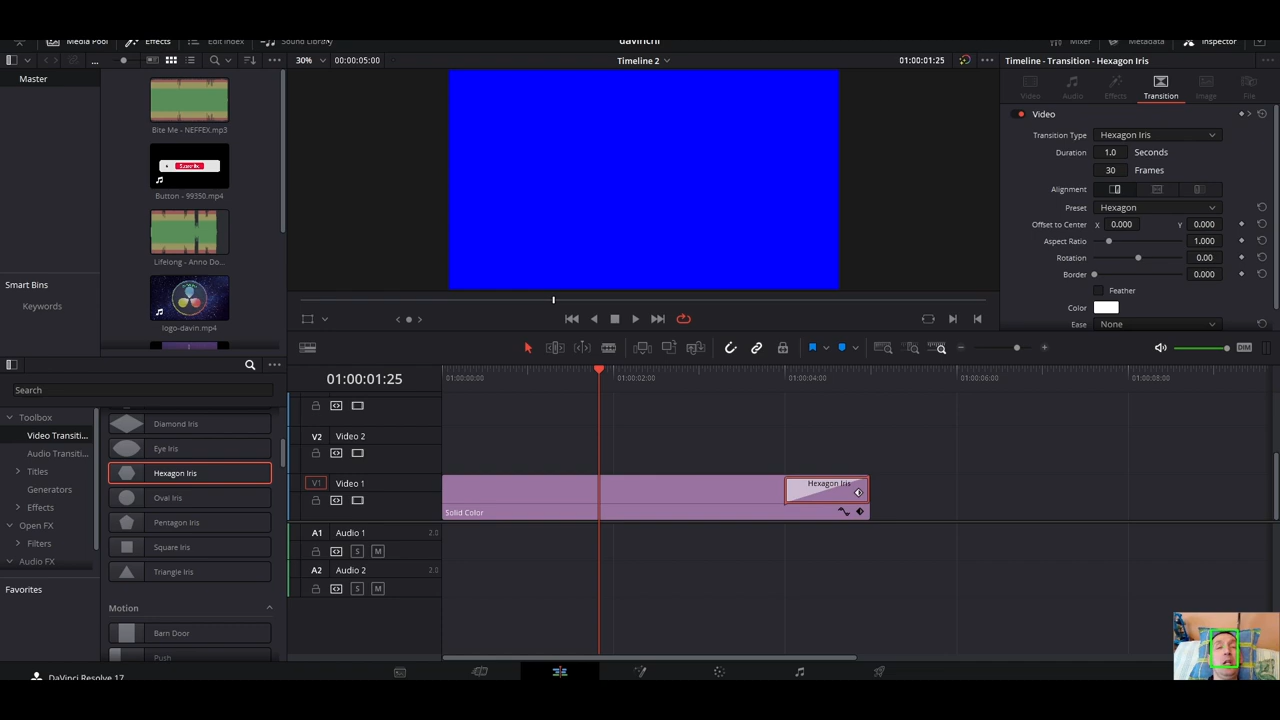 davinchi
Media Pool Effects Edit Index Sound Library Mixer Metadata Inspector
... 30% 00:00:05:00 Timeline 2 01:00:01:25 Timeline - Transition - Hexagon Iris
Master
Video Audio Effects Transition Image File
Bite Me - NEFFEX.mp3
Button - 99350.mp4
Lifelong - Anno Do...
logo-davin.mp4
Smart Bins
Keywords
Video
Transition Type Hexagon Iris
Duration 1.0 Seconds
30 Frames
Alignment
Preset Hexagon
Offset to Center X 0.000 Y 0.000
Aspect Ratio 1.000
Rotation 0.00
Border 0.000
Feather
Color
Ease None
DIM
Search
Toolbox
Video Transiti...
Audio Transiti...
Titles
Generators
Effects
Open FX
Filters
Audio FX
Favorites
Diamond Iris
Eye Iris
Hexagon Iris
Oval Iris
Pentagon Iris
Square Iris
Triangle Iris
Motion
Barn Door
Push
01:00:01:25
01:00:00:00 01:00:02:00 01:00:04:00 01:00:06:00 01:00:08:00
V2 Video 2
V1 Video 1
Hexagon Iris
Solid Color
A1 Audio 1 2.0
S M
A2 Audio 2 2.0
S M
DaVinci Resolve 17